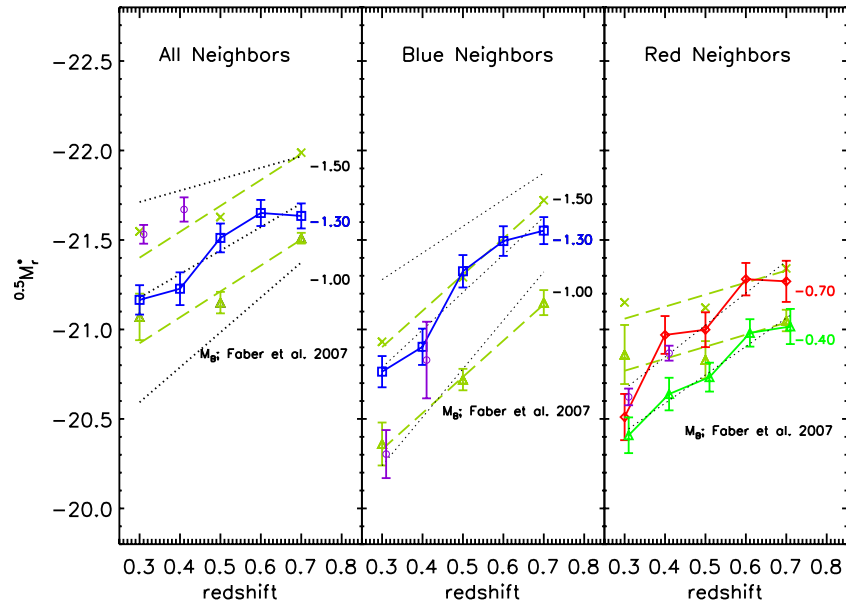 All Neighbors
Blue Neighbors
Red Neighbors
-22.5
-22.0
-21.5
-21.0
-20.5
-20.0
0.5M_r^*
-1.50
-1.30
-1.00
M_B; Faber et al. 2007
-1.50
-1.30
-1.00
M_B; Faber et al. 2007
-0.70
-0.40
M_B; Faber et al. 2007
0.3 0.4 0.5 0.6 0.7 0.8
0.3 0.4 0.5 0.6 0.7 0.8
0.3 0.4 0.5 0.6 0.7 0.8
redshift
redshift
redshift